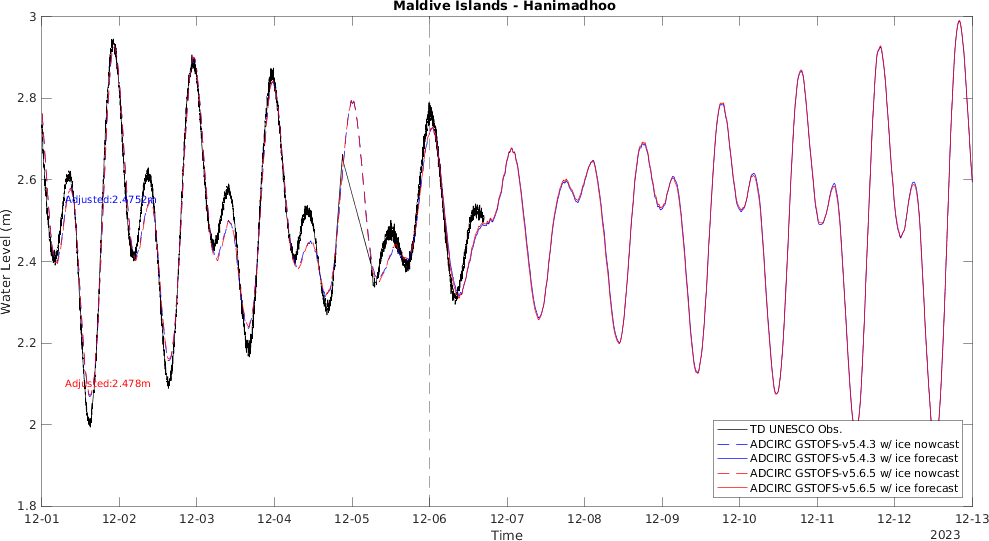 Maldive Islands - Hanimadhoo
3
2.8
2.6
2.4
2.2
2
1.8
Water Level (m)
Adjusted:2.4752m
Adjusted:2.478m
TD UNESCO Obs.
ADCIRC GSTOFS-v5.4.3 w/ ice nowcast
ADCIRC GSTOFS-v5.4.3 w/ ice forecast
ADCIRC GSTOFS-v5.6.5 w/ ice nowcast
ADCIRC GSTOFS-v5.6.5 w/ ice forecast
12-01 12-02 12-03 12-04 12-05 12-06 12-07 12-08 12-09 12-10 12-11 12-12 12-13
Time
2023